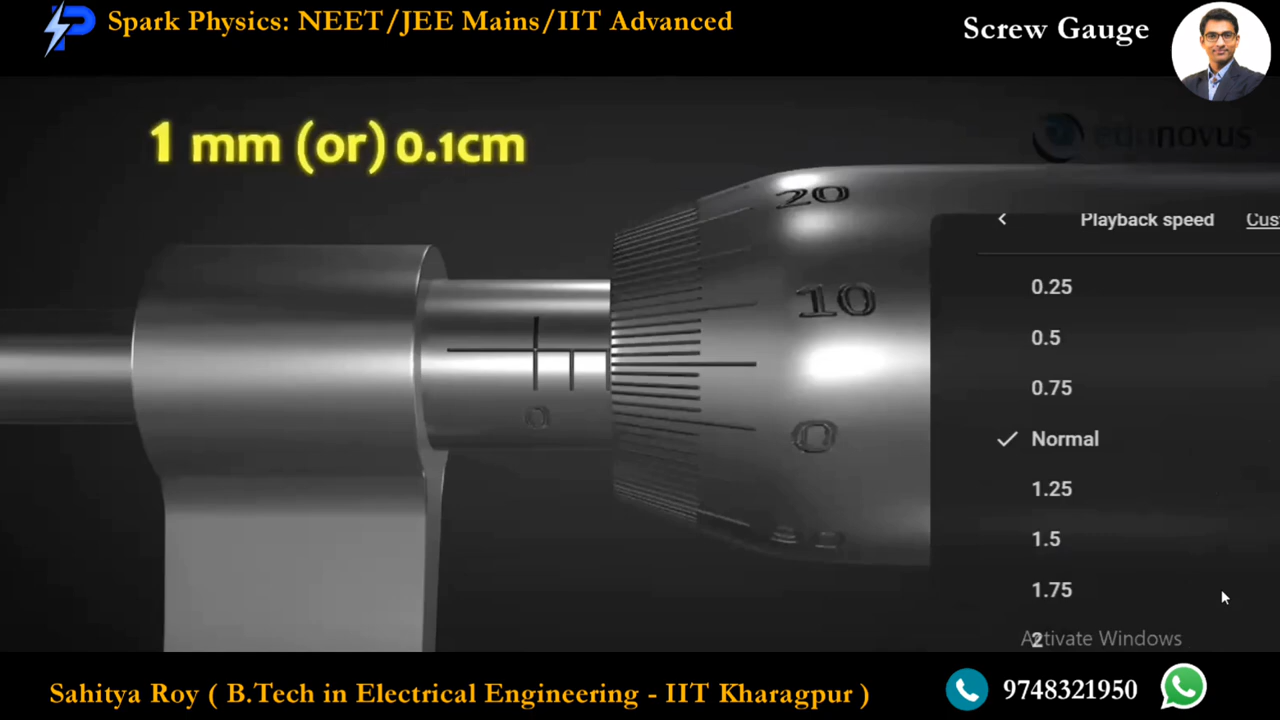 Spark Physics: NEET/JEE Mains/IIT Advanced
Screw Gauge
1 mm (or) 0.1cm
edunovus
20
Playback speed
Cus
0.25
10
0.5
0.75
0
0
Normal
1.25
1.5
1.75
2
Activate Windows
Sahitya Roy ( B.Tech in Electrical Engineering - IIT Kharagpur )
9748321950